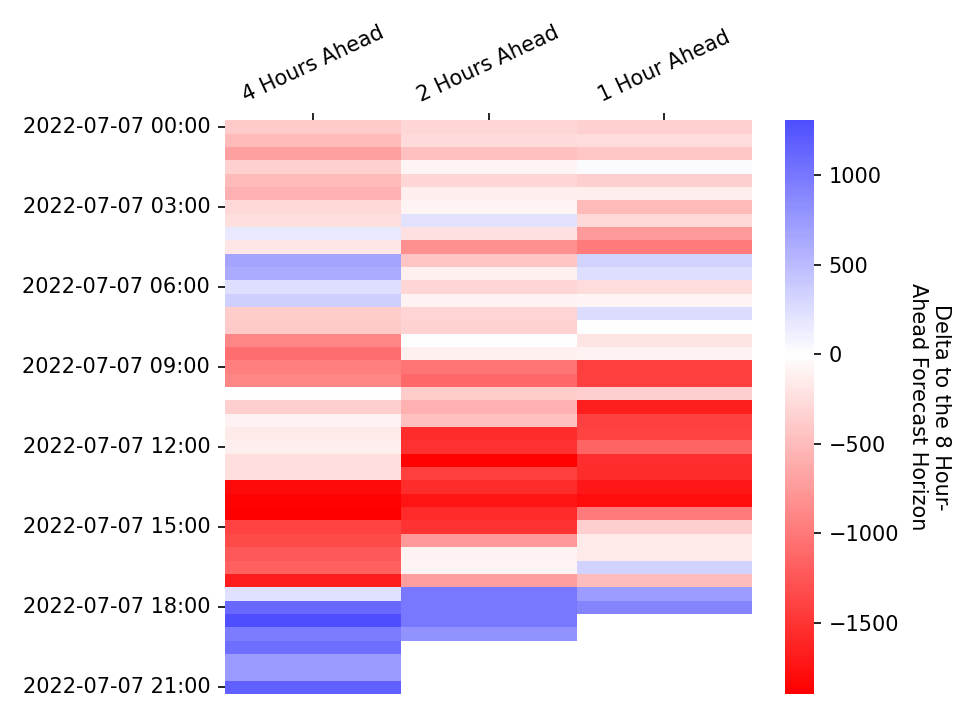 4 Hours Ahead
2 Hours Ahead
1 Hour Ahead
2022-07-07 00:00
2022-07-07 03:00
2022-07-07 06:00
2022-07-07 09:00
2022-07-07 12:00
2022-07-07 15:00
2022-07-07 18:00
2022-07-07 21:00
1000
500
0
−500
−1000
−1500
Delta to the 8 Hour-
Ahead Forecast Horizon